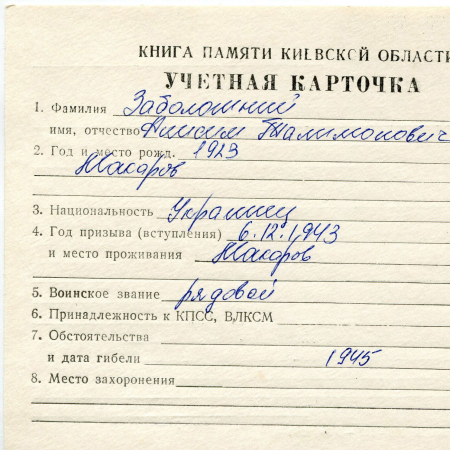 КНИГА ПАМЯТИ КИЕВСКОЙ ОБЛАСТИ
УЧЕТНАЯ КАРТОЧКА
1. Фамилия Заболотний
имя, отчество Анисим Талимонович
2. Год и место рожд. 1923
Макаров
3. Национальность Украинец
4. Год призыва (вступления) 6.12.1943
и место проживания Макаров
5. Воинское звание рядовой
6. Принадлежность к КПСС, ВЛКСМ
7. Обстоятельства
и дата гибели 1945
8. Место захоронения